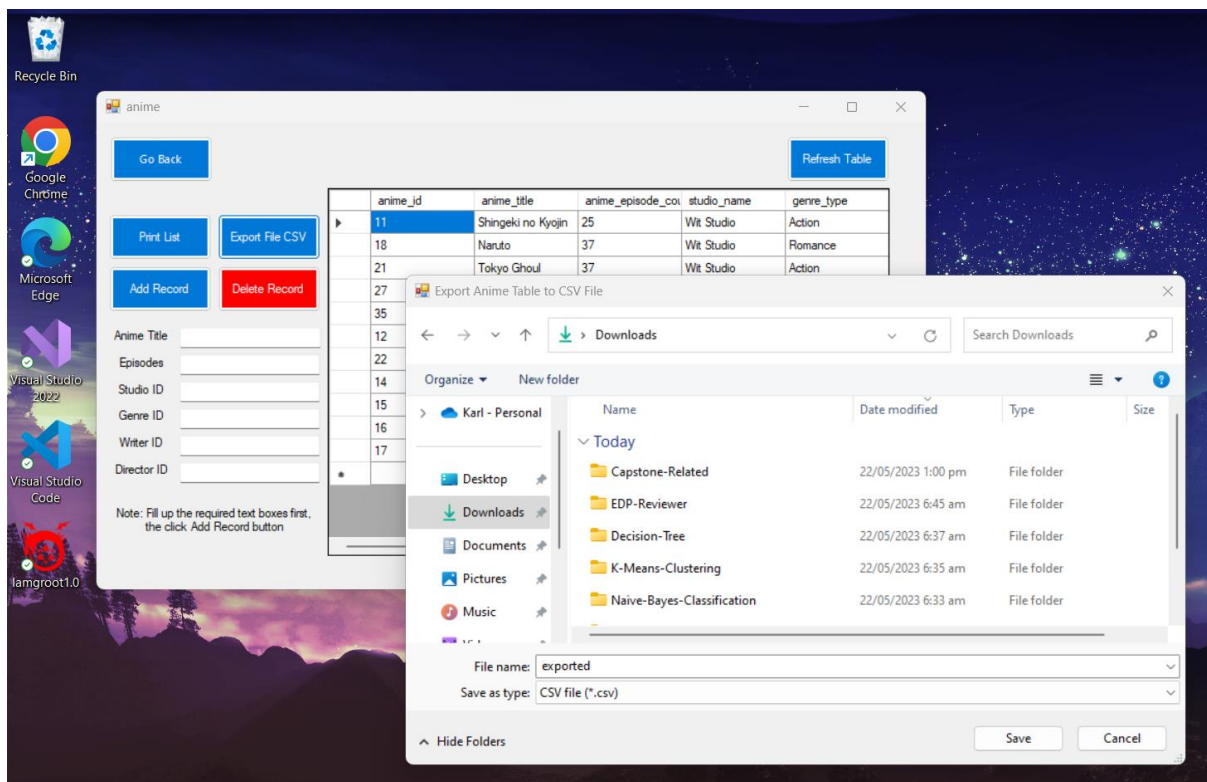 Recycle Bin
Google
Chrome
Microsoft
Edge
Visual Studio
2022
Visual Studio
Code
Iamgroot1.0
anime
Go Back
Refresh Table
Print List
Export File CSV
Add Record
Delete Record
Anime Title
Episodes
Studio ID
Genre ID
Writer ID
Director ID
Note: Fill up the required text boxes first,
the click Add Record button
anime_id anime_title anime_episode_cou studio_name genre_type
11 Shingeki no Kyojin 25 Wit Studio Action
18 Naruto 37 Wit Studio Romance
21 Tokyo Ghoul 37 Wit Studio Action
27
35
12
22
14
15
16
17
Export Anime Table to CSV File
Downloads
Search Downloads
Organize
New folder
Karl - Personal
Desktop
Downloads
Documents
Pictures
Music
Name Date modified Type Size
Today
Capstone-Related 22/05/2023 1:00 pm File folder
EDP-Reviewer 22/05/2023 6:45 am File folder
Decision-Tree 22/05/2023 6:37 am File folder
K-Means-Clustering 22/05/2023 6:35 am File folder
Naive-Bayes-Classification 22/05/2023 6:33 am File folder
File name: exported
Save as type: CSV file (*.csv)
Hide Folders
Save
Cancel